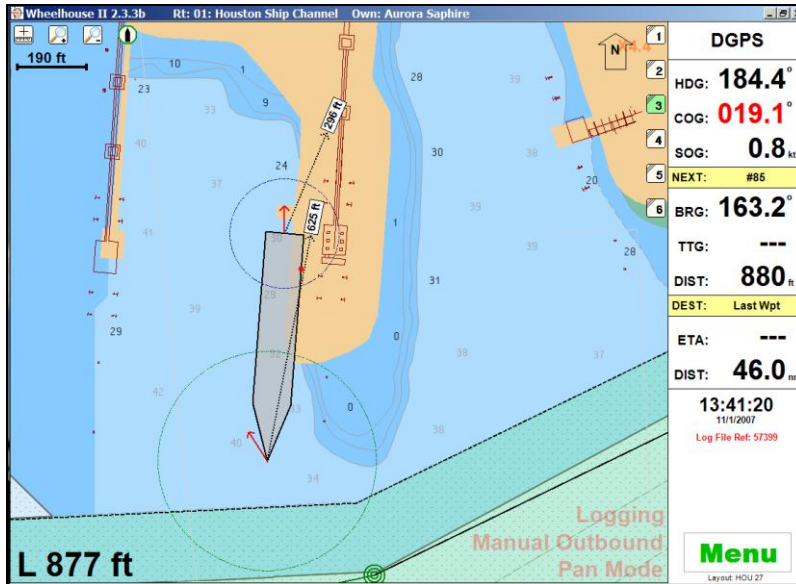 Wheelhouse II 2.3.3b Rt: 01: Houston Ship Channel Own: Aurora Saphire
190 ft
N
X4.4
1
2
3
4
5
6
10
1
23
9
33
40
24
37
41
30
29
39
32
29
42
33
40
34
28
30
1
31
0
0
39
38
39
20
28
38
37
38
296 ft
625 ft
L 877 ft
Logging
Manual Outbound
Pan Mode
DGPS
HDG: 184.4°
COG: 019.1°
SOG: 0.8 kt
NEXT: #85
BRG: 163.2°
TTG: ---
DIST: 880 ft
DEST: Last Wpt
ETA: ---
DIST: 46.0 nm
13:41:20
11/1/2007
Log File Ref: 57399
Menu
Layout: HOU 27